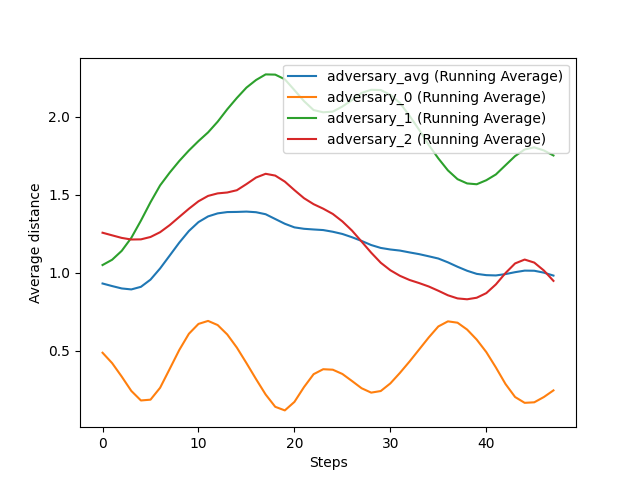 adversary_avg (Running Average)
adversary_0 (Running Average)
adversary_1 (Running Average)
adversary_2 (Running Average)
2.0
1.5
1.0
0.5
Average distance
0 10 20 30 40
Steps